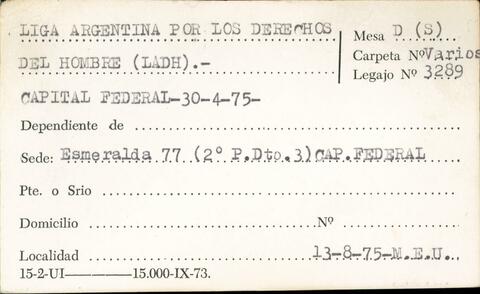 LIGA ARGENTINA POR LOS DERECHOS
DEL HOMBRE (LADH).-
CAPITAL FEDERAL-30-4-75-
Mesa D (S)
Carpeta Nº Varios
Legajo Nº 3289
Dependiente de
Sede: Esmeralda 77 (2º P.Dto.3)CAP.FEDERAL
Pte. o Srio
Domicilio Nº
Localidad 13-8-75-M.E.U.
15-2-UI————15.000-IX-73.